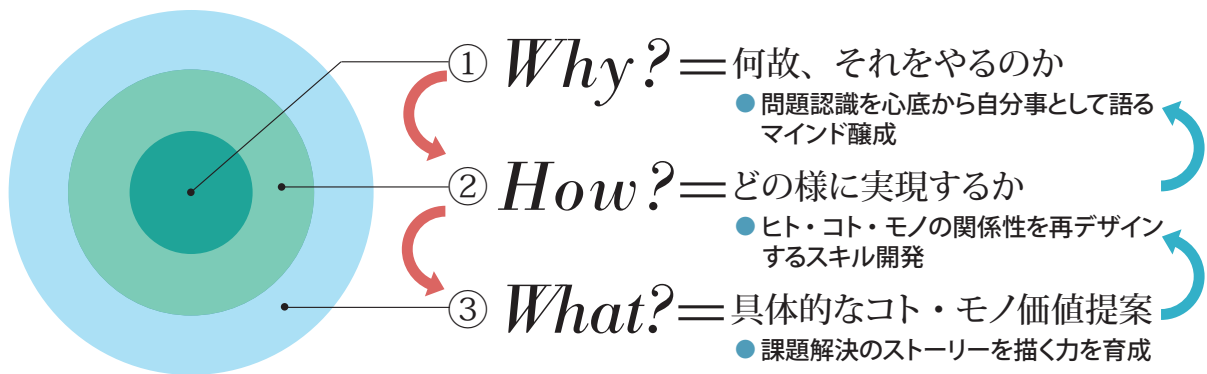 ① Why?=何故、それをやるのか
● 問題認識を心底から自分事として語る
マインド醸成
② How?=どの様に実現するか
● ヒト・コト・モノの関係性を再デザイン
するスキル開発
③ What?=具体的なコト・モノ価値提案
● 課題解決のストーリーを描く力を育成